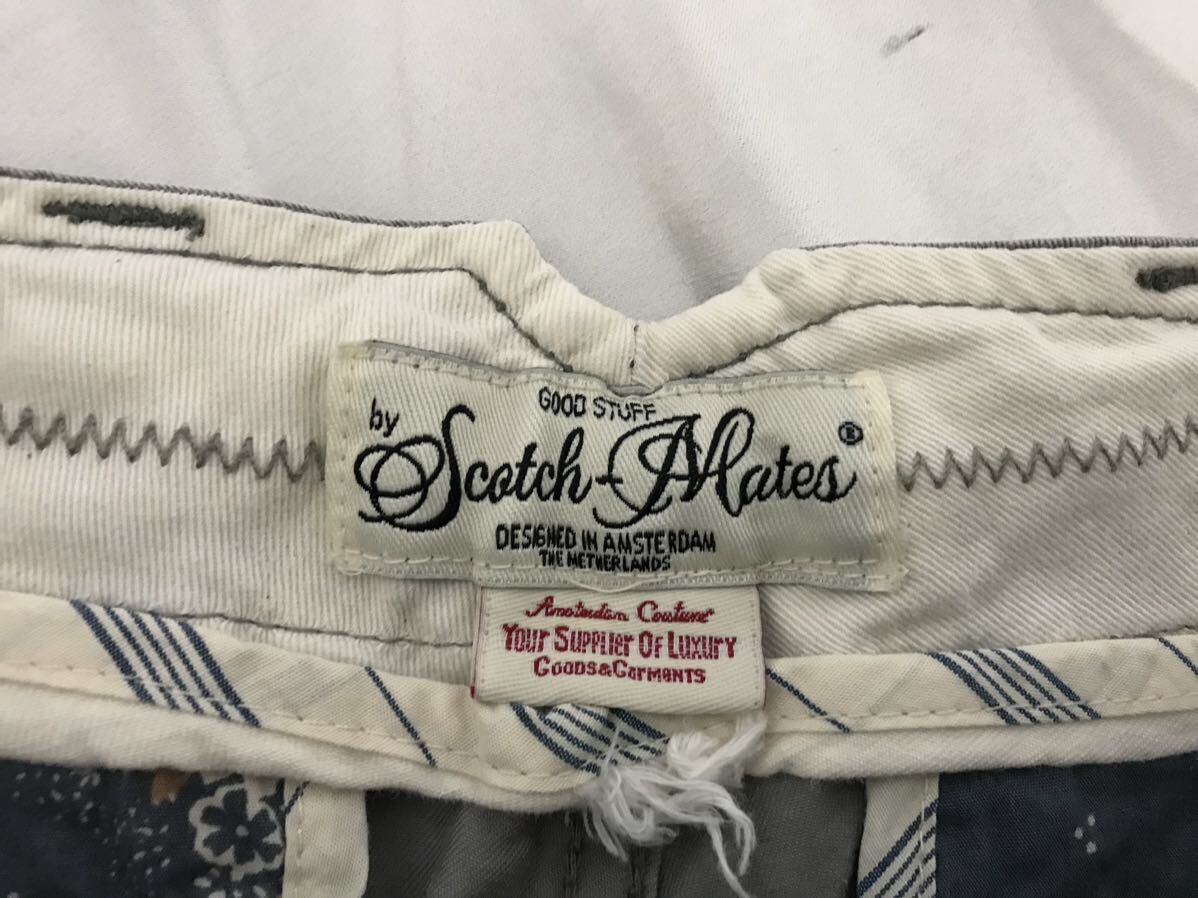 GOOD STUFF
by
Scotch-Mates®
DESIGNED IN AMSTERDAM
THE NETHERLANDS
Amsterdam Couture
YOUR SUPPLIER OF LUXURY
GOODS&GARMENTS